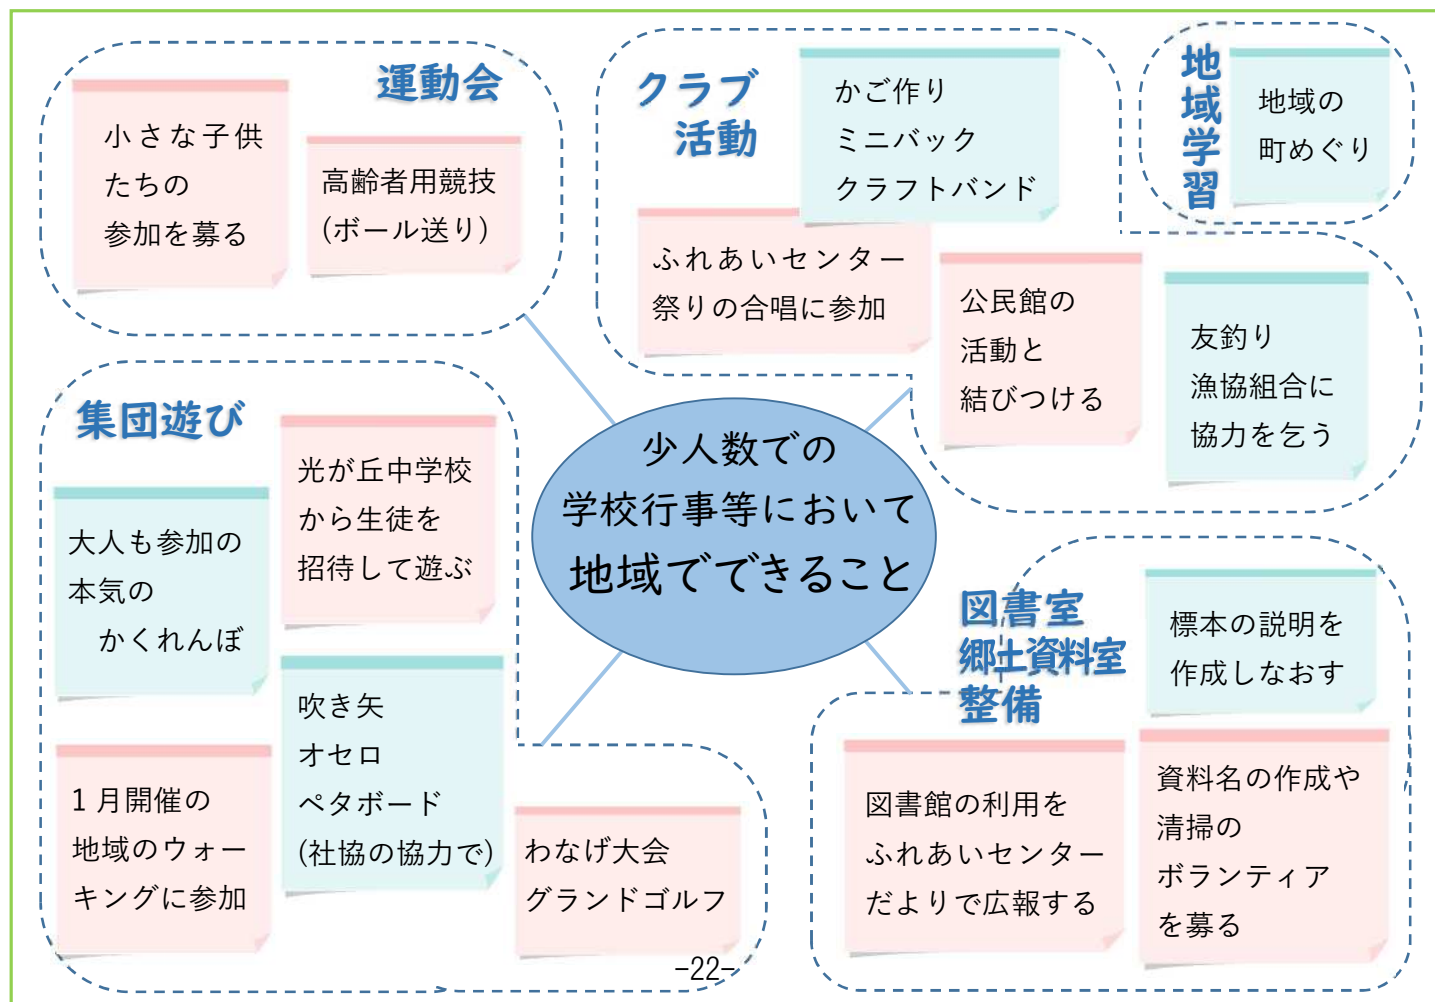 運動会
小さな子供
たちの
参加を募る
高齢者用競技
(ボール送り)
クラブ
活動
かご作り
ミニバック
クラフトバンド
ふれあいセンター
祭りの合唱に参加
公民館の
活動と
結びつける
友釣り
漁協組合に
協力を乞う
地域学習
地域の
町めぐり
少人数での
学校行事等において
地域でできること
集団遊び
光が丘中学校
から生徒を
招待して遊ぶ
大人も参加の
本気の
かくれんぼ
吹き矢
オセロ
ペタボード
(社協の協力で)
1月開催の
地域のウォー
キングに参加
わなげ大会
グランドゴルフ
図書室
郷土資料室
整備
標本の説明を
作成しなおす
図書館の利用を
ふれあいセンター
だよりで広報する
資料名の作成や
清掃の
ボランティア
を募る
-22-